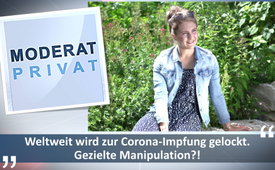 MODERAT
PRIVAT
Weltweit wird zur Corona-Impfung gelockt.
Gezielte Manipulation?!